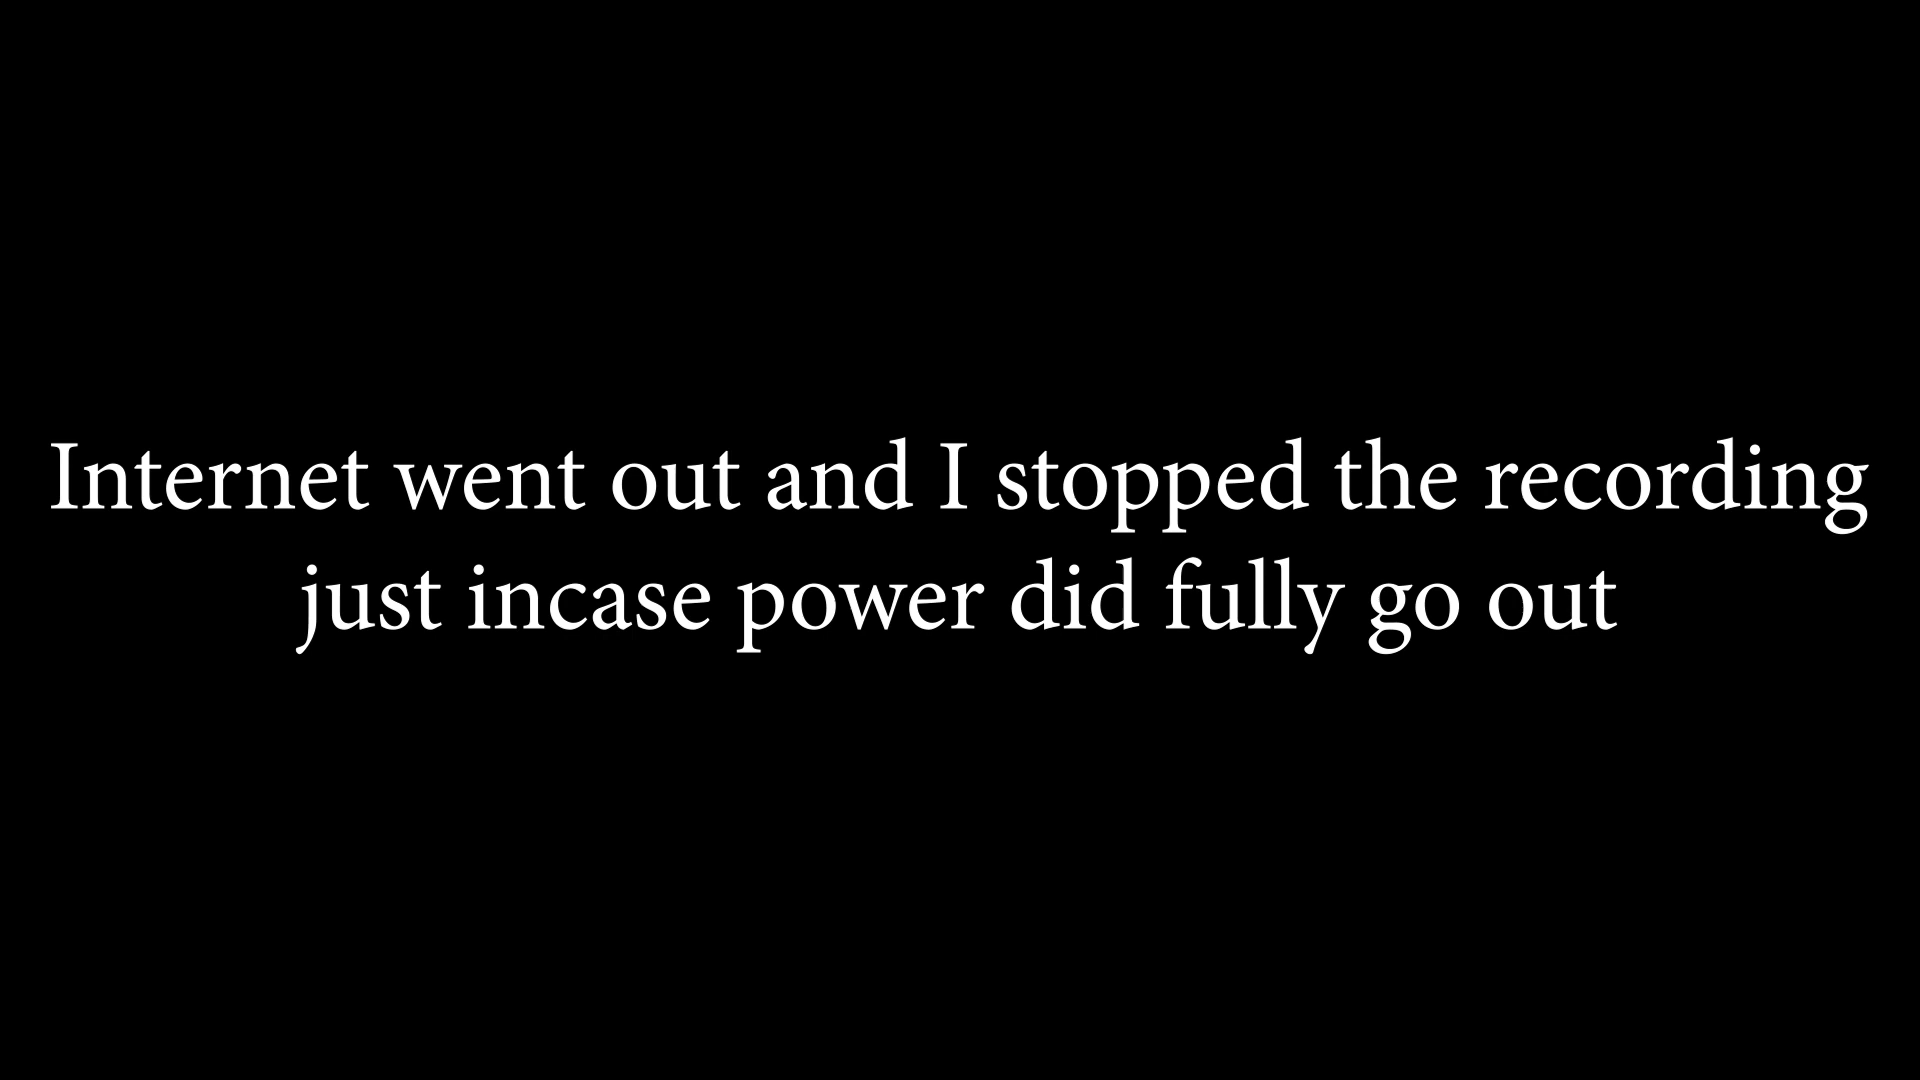 Internet went out and I stopped the recording
just incase power did fully go out